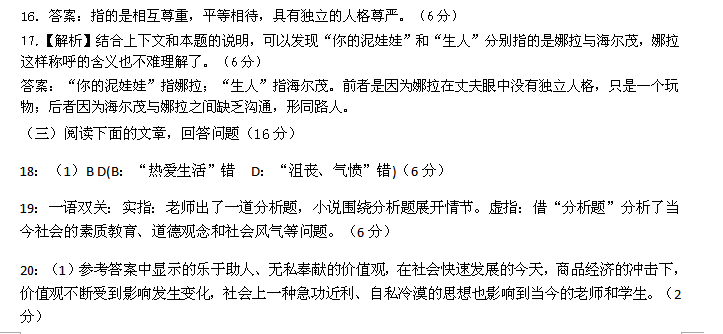 16. 答案：指的是相互尊重，平等相待，具有独立的人格尊严。（6 分）
17.【解析】结合上下文和本题的说明，可以发现“你的泥娃娃”和“生人”分别指的是娜拉与海尔茂，娜拉
这样称呼的含义也不难理解了。（6 分）
答案：“你的泥娃娃”指娜拉；“生人”指海尔茂。前者是因为娜拉在丈夫眼中没有独立人格，只是一个玩
物；后者因为海尔茂与娜拉之间缺乏沟通，形同路人。
（三）阅读下面的文章，回答问题（16 分）
18：（1）B D(B：“热爱生活”错 D：“沮丧、气愤”错)（6 分）
19：一语双关：实指：老师出了一道分析题，小说围绕分析题展开情节。虚指：借“分析题”分析了当
今社会的素质教育、道德观念和社会风气等问题。（6 分）
20：（1）参考答案中显示的乐于助人、无私奉献的价值观，在社会快速发展的今天，商品经济的冲击下，
价值观不断受到影响发生变化，社会上一种急功近利、自私冷漠的思想也影响到当今的老师和学生。（2
分）